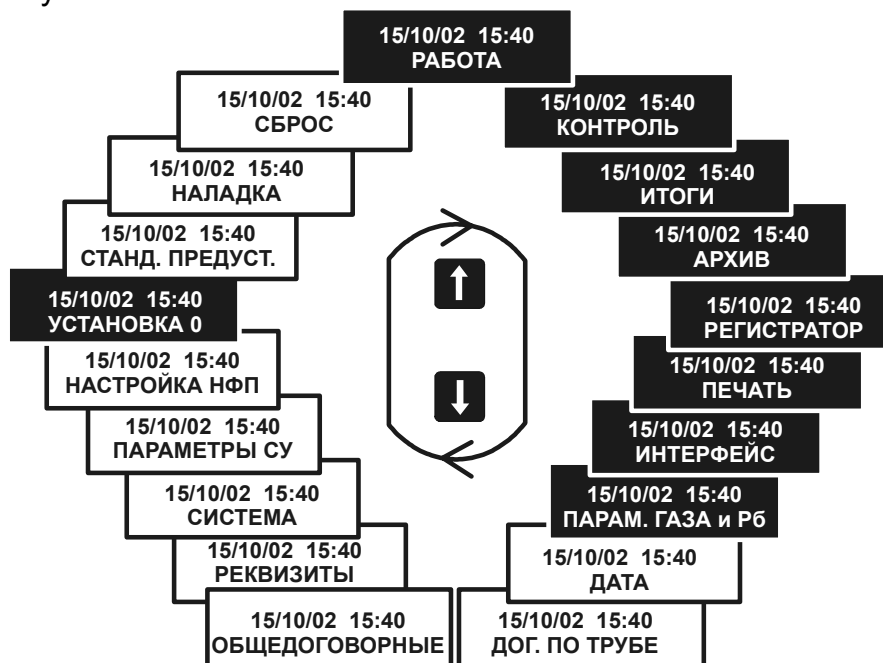 15/10/02 15:40
РАБОТА
15/10/02 15:40
КОНТРОЛЬ
15/10/02 15:40
ИТОГИ
15/10/02 15:40
АРХИВ
15/10/02 15:40
РЕГИСТРАТОР
15/10/02 15:40
ПЕЧАТЬ
15/10/02 15:40
ИНТЕРФЕЙС
15/10/02 15:40
ПАРАМ. ГАЗА и Рб
15/10/02 15:40
ДАТА
15/10/02 15:40
ДОГ. ПО ТРУБЕ
15/10/02 15:40
ОБЩЕДОГОВОРНЫЕ
15/10/02 15:40
РЕКВИЗИТЫ
15/10/02 15:40
СИСТЕМА
15/10/02 15:40
ПАРАМЕТРЫ СУ
15/10/02 15:40
НАСТРОЙКА НФП
15/10/02 15:40
УСТАНОВКА 0
15/10/02 15:40
СТАНД. ПРЕДУСТ.
15/10/02 15:40
НАЛАДКА
15/10/02 15:40
СБРОС